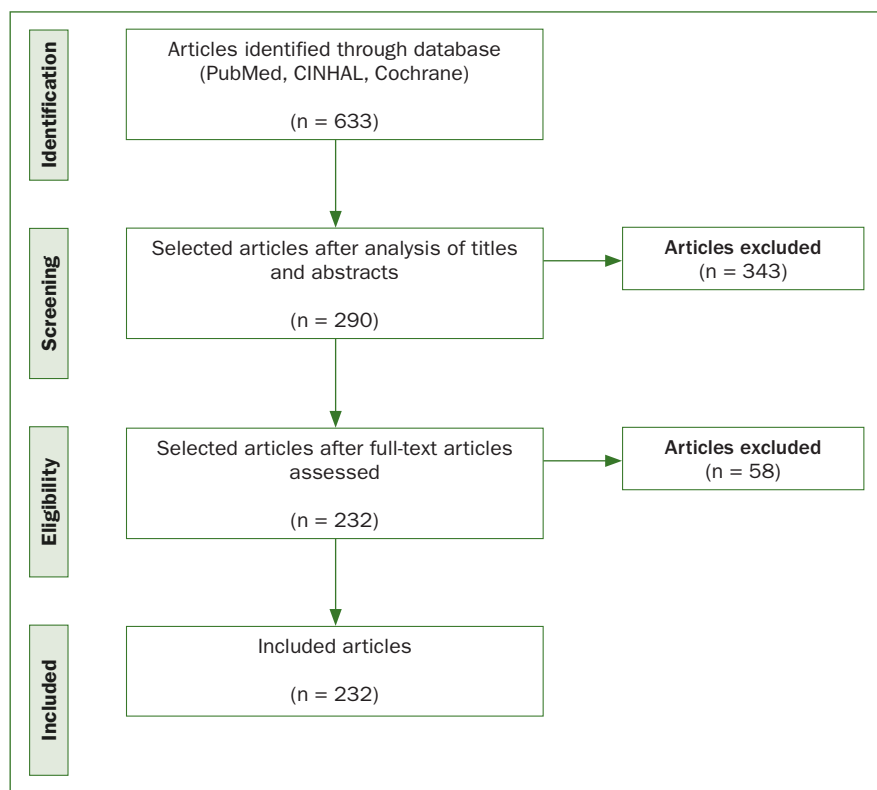 Identification
Articles identified through database
(PubMed, CINHAL, Cochrane)
(n = 633)
Screening
Selected articles after analysis of titles
and abstracts
(n = 290)
Articles excluded
(n = 343)
Eligibility
Selected articles after full-text articles
assessed
(n = 232)
Articles excluded
(n = 58)
Included
Included articles
(n = 232)